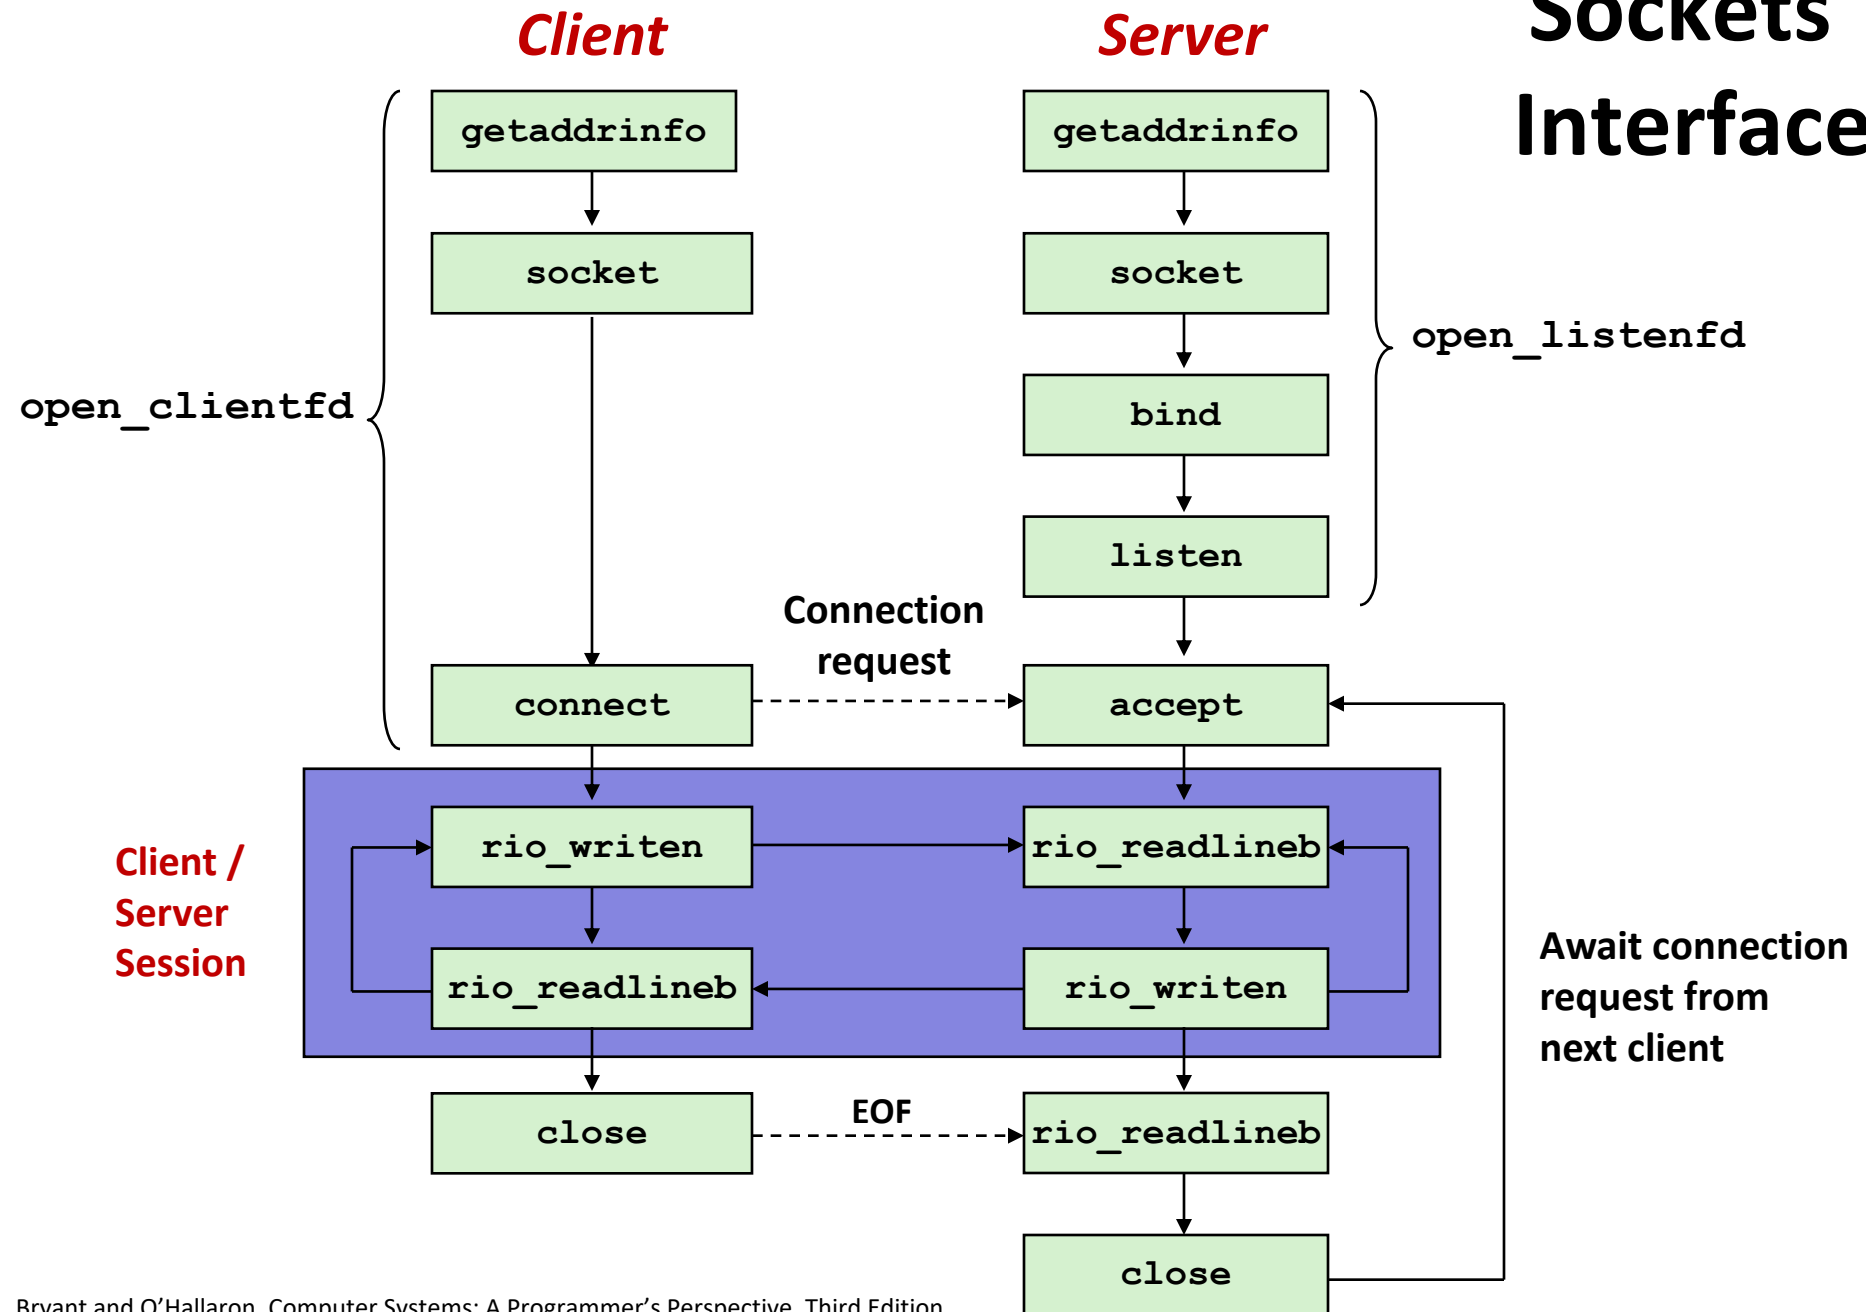 Sockets
Interface
Client
Server
getaddrinfo
getaddrinfo
socket
socket
open_listenfd
open_clientfd
bind
listen
Connection
request
connect
accept
Client /
Server
Session
rio_writen
rio_readlineb
rio_readlineb
rio_writen
Await connection
request from
next client
close
EOF
rio_readlineb
close
Bryant and O'Hallaron, Computer Systems: A Programmer's Perspective, Third Edition